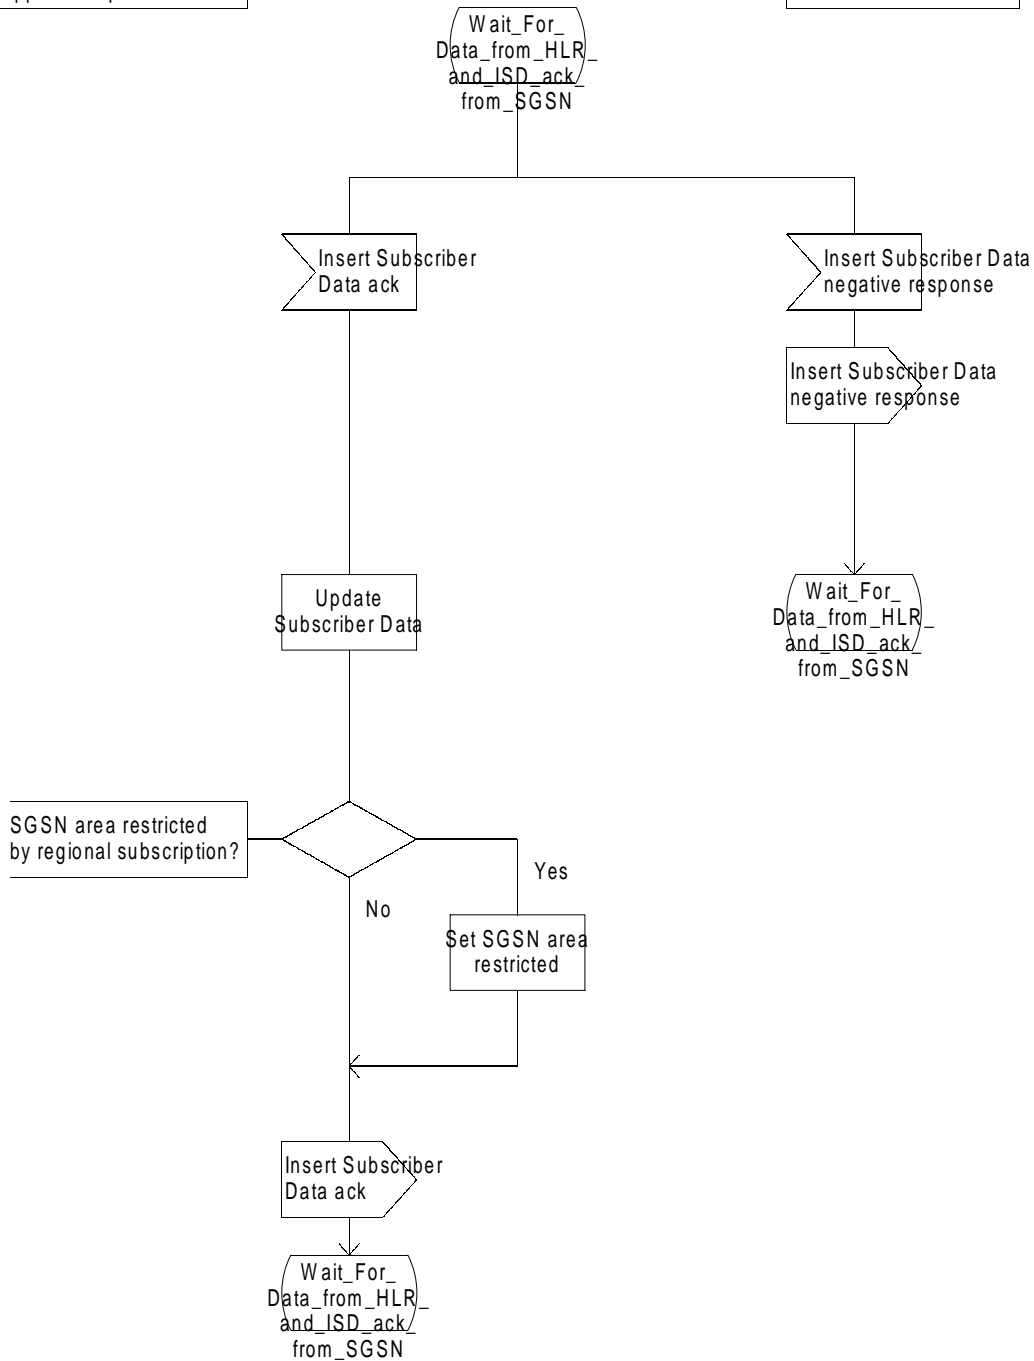 Wait_For_
Data_from_HLR_
and_ISD_ack_
from_SGSN
Insert Subscriber
Data ack
Insert Subscriber Data
negative response
Insert Subscriber Data
negative response
Update
Subscriber Data
Wait_For_
Data_from_HLR_
and_ISD_ack_
from_SGSN
SGSN area restricted
by regional subscription?
Yes
No
Set SGSN area
restricted
Insert Subscriber
Data ack
Wait_For_
Data_from_HLR_
and_ISD_ack_
from_SGSN